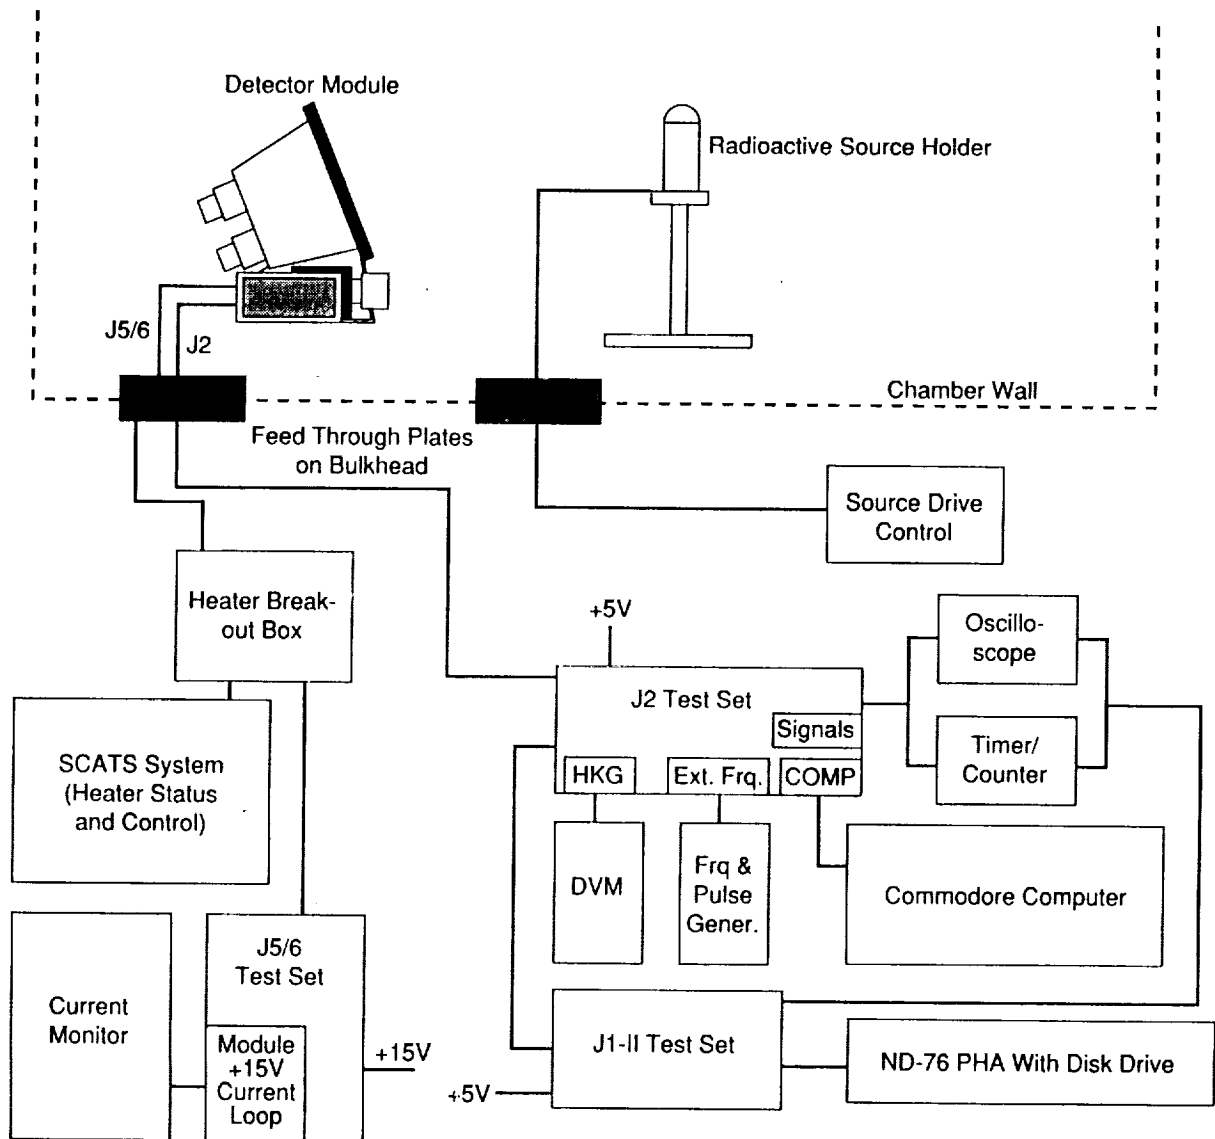 Detector Module
Radioactive Source Holder
J5/6
J2
Chamber Wall
Feed Through Plates
on Bulkhead
Source Drive
Control
Heater Break-
out Box
+5V
Oscillo-
scope
J2 Test Set
Signals
SCATS System
(Heater Status
and Control)
HKG
Ext. Frq.
COMP
Timer/
Counter
DVM
Frq &
Pulse
Gener.
Commodore Computer
J5/6
Test Set
Current
Monitor
Module
+15V
Current
Loop
+15V
J1-II Test Set
+5V
ND-76 PHA With Disk Drive